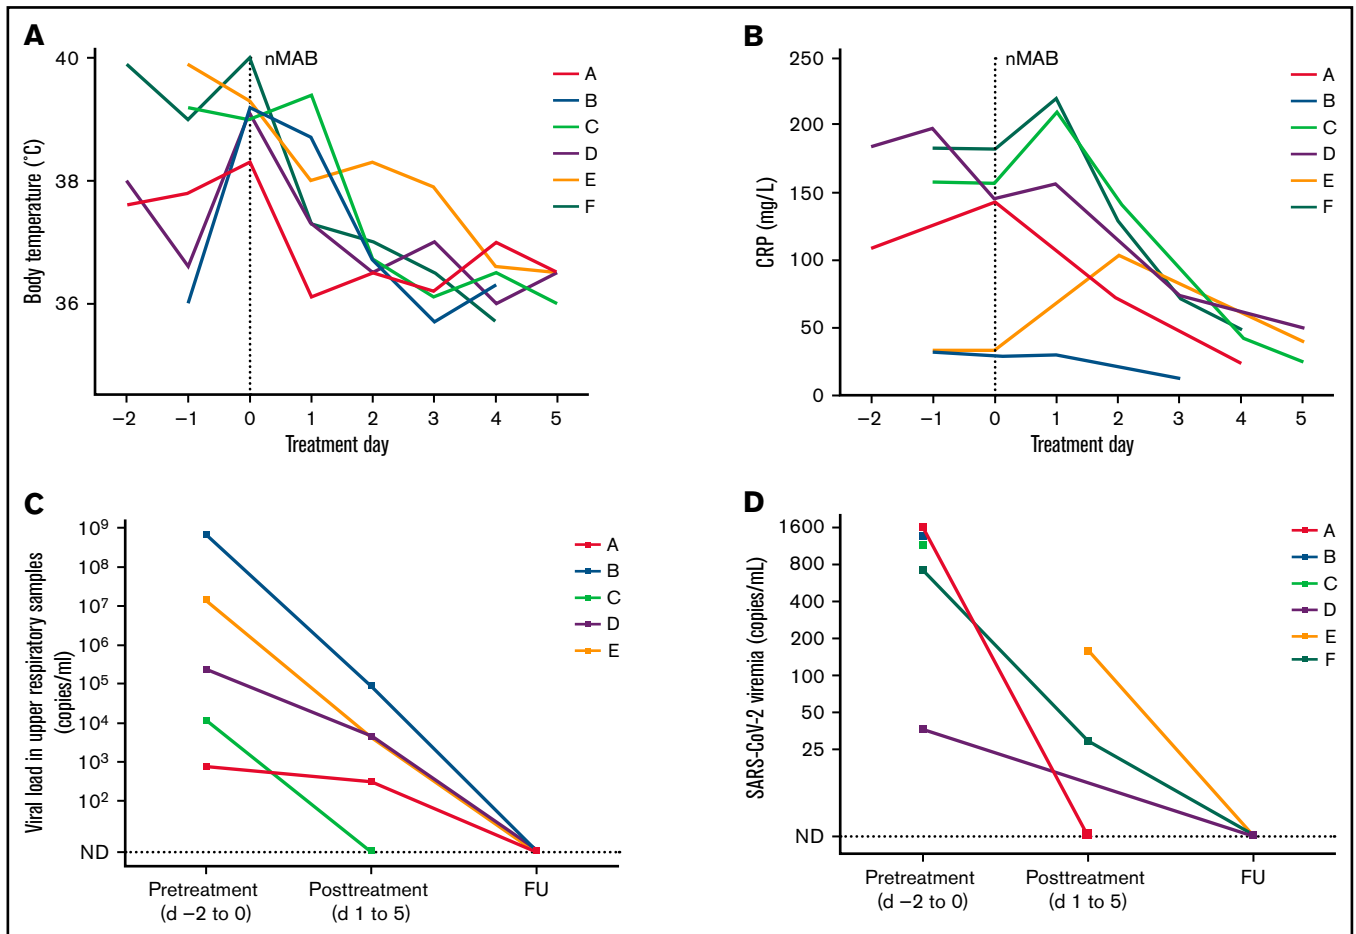 A
nMAB
40
38
36
Body temperature (˚C)
−2 −1 0 1 2 3 4 5
Treatment day
A
B
C
D
E
F
B
nMAB
250
200
150
100
50
0
CRP (mg/L)
−2 −1 0 1 2 3 4 5
Treatment day
A
B
C
D
E
F
C
10⁹
10⁸
10⁷
10⁶
10⁵
10⁴
10³
10²
ND
Viral load in upper respiratory samples
(copies/ml)
Pretreatment Posttreatment FU
(d −2 to 0) (d 1 to 5)
A
B
C
D
E
D
1600
800
400
200
100
50
25
ND
SARS-CoV-2 viremia (copies/mL)
Pretreatment Posttreatment FU
(d −2 to 0) (d 1 to 5)
A
B
C
D
E
F